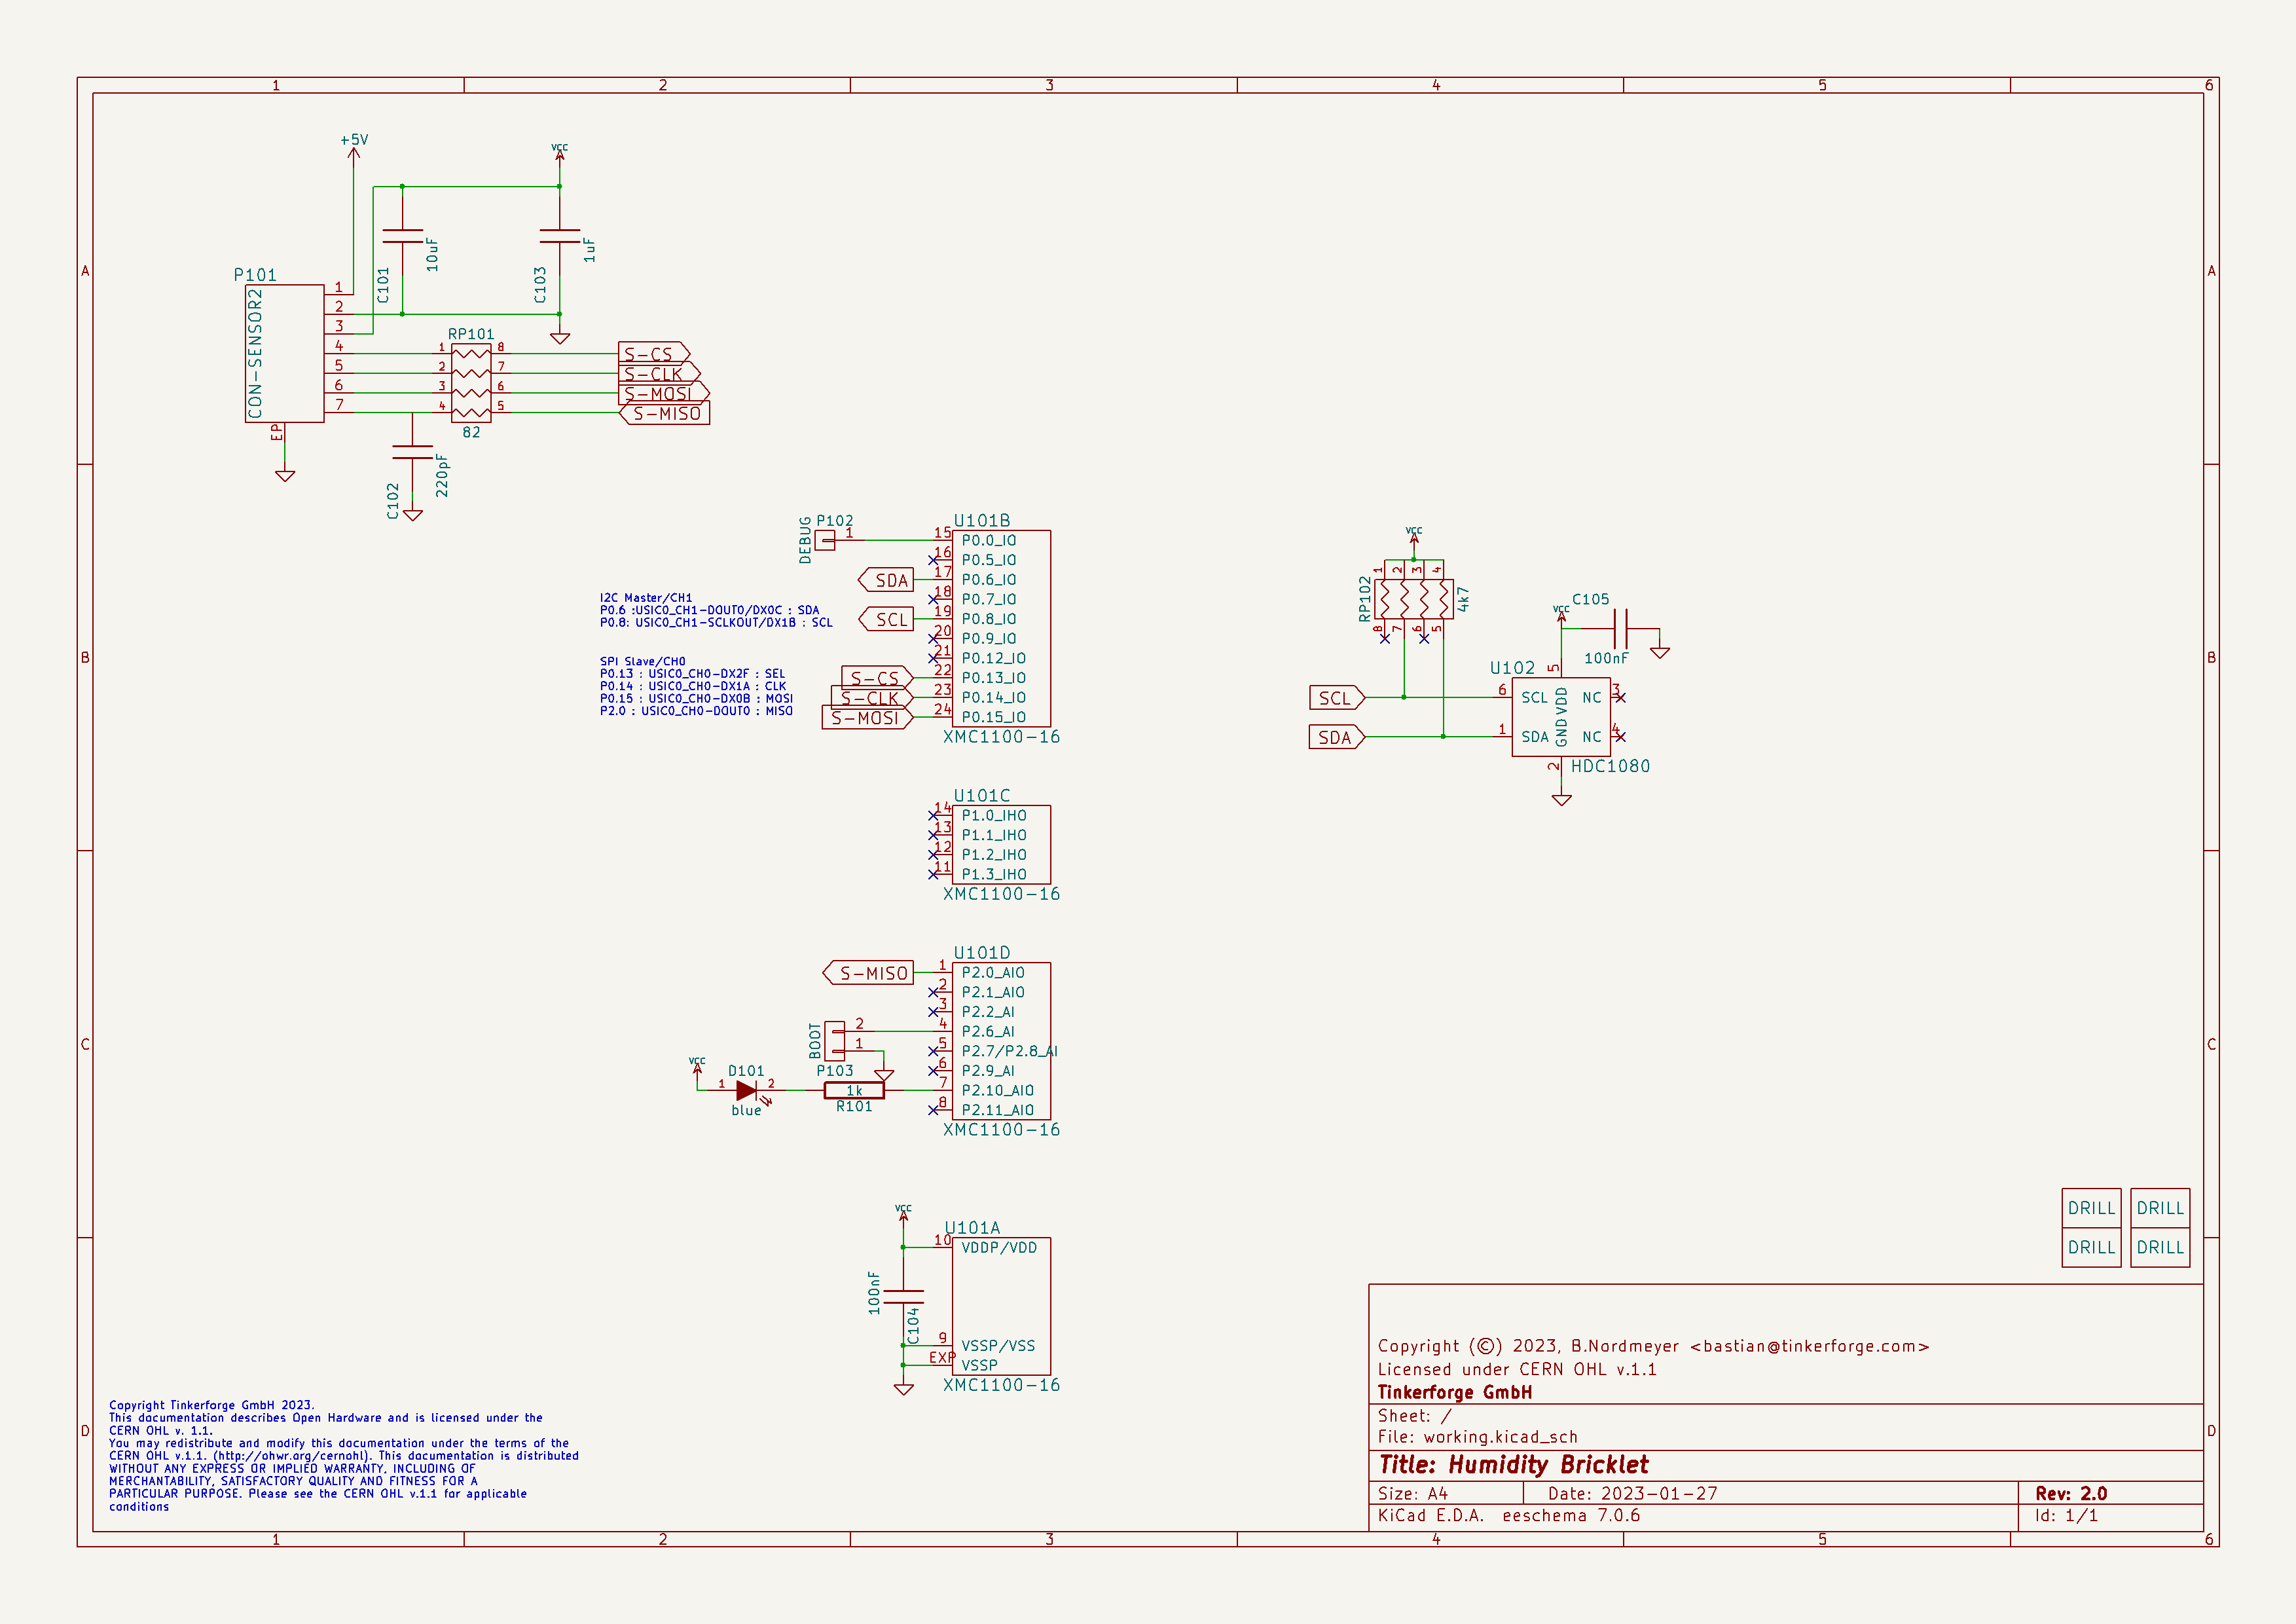 1 2 3 4 5 6
A
B
C
D
+5V
VCC
C101
10uF
C103
1uF
P101
CON-SENSOR2
1
2
3
4
5
6
7
EP
RP101
1 8
2 7
3 6
4 5
82
S-CS
S-CLK
S-MOSI
S-MISO
C102
220pF
DEBUG
P102
1
U101B
15 P0.0_IO
16 P0.5_IO
SDA 17 P0.6_IO
18 P0.7_IO
SCL 19 P0.8_IO
20 P0.9_IO
21 P0.12_IO
S-CS 22 P0.13_IO
S-CLK 23 P0.14_IO
S-MOSI 24 P0.15_IO
XMC1100-16
I2C Master/CH1
P0.6 :USIC0_CH1-DOUT0/DX0C : SDA
P0.8: USIC0_CH1-SCLKOUT/DX1B : SCL
SPI Slave/CH0
P0.13 : USIC0_CH0-DX2F : SEL
P0.14 : USIC0_CH0-DX1A : CLK
P0.15 : USIC0_CH0-DX0B : MOSI
P2.0 : USIC0_CH0-DOUT0 : MISO
VCC
1 2 3 4
RP102
4k7
8 7 6 5
VCC
C105
100nF
U102
5
SCL 6 SCL VDD NC 3
SDA 1 SDA GND NC 4
2
HDC1080
U101C
14 P1.0_IHO
13 P1.1_IHO
12 P1.2_IHO
11 P1.3_IHO
XMC1100-16
U101D
S-MISO 1 P2.0_AIO
2 P2.1_AIO
3 P2.2_AI
BOOT
2 4 P2.6_AI
1 5 P2.7/P2.8_AI
P103 6 P2.9_AI
VCC
D101
1 2
blue
1k
R101
7 P2.10_AIO
8 P2.11_AIO
XMC1100-16
VCC
U101A
10 VDDP/VDD
100nF
C104
9 VSSP/VSS
EXP VSSP
XMC1100-16
DRILL DRILL
DRILL DRILL
Copyright Tinkerforge GmbH 2023.
This documentation describes Open Hardware and is licensed under the
CERN OHL v. 1.1.
You may redistribute and modify this documentation under the terms of the
CERN OHL v.1.1. (http://ohwr.org/cernohl). This documentation is distributed
WITHOUT ANY EXPRESS OR IMPLIED WARRANTY, INCLUDING OF
MERCHANTABILITY, SATISFACTORY QUALITY AND FITNESS FOR A
PARTICULAR PURPOSE. Please see the CERN OHL v.1.1 for applicable
conditions
Copyright (©) 2023, B.Nordmeyer <bastian@tinkerforge.com>
Licensed under CERN OHL v.1.1
Tinkerforge GmbH
Sheet: /
File: working.kicad_sch
Title: Humidity Bricklet
Size: A4 Date: 2023-01-27 Rev: 2.0
KiCad E.D.A. eeschema 7.0.6 Id: 1/1
A
B
C
D
1 2 3 4 5 6